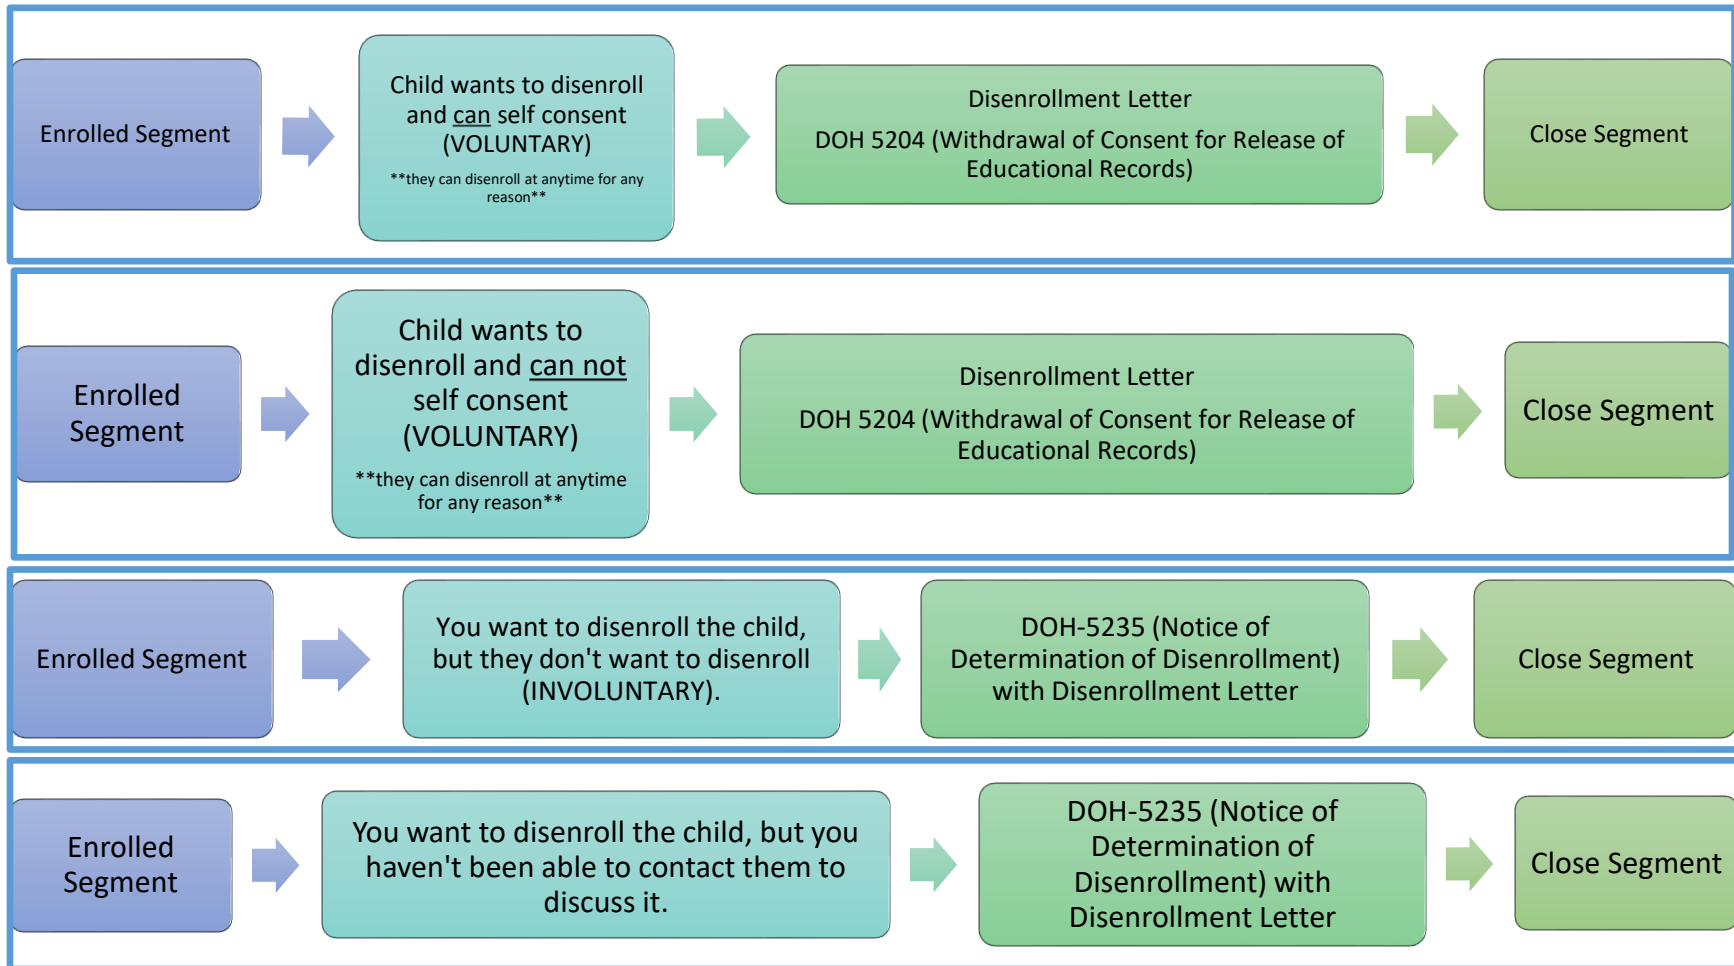 Enrolled Segment
Child wants to disenroll
and can self consent
(VOLUNTARY)
**they can disenroll at anytime for any
reason**
Disenrollment Letter
DOH 5204 (Withdrawal of Consent for Release of
Educational Records)
Close Segment
Enrolled
Segment
Child wants to
disenroll and can not
self consent
(VOLUNTARY)
**they can disenroll at anytime
for any reason**
Disenrollment Letter
DOH 5204 (Withdrawal of Consent for Release of
Educational Records)
Close Segment
Enrolled Segment
You want to disenroll the child,
but they don't want to disenroll
(INVOLUNTARY).
DOH-5235 (Notice of
Determination of Disenrollment)
with Disenrollment Letter
Close Segment
Enrolled
Segment
You want to disenroll the child, but you
haven't been able to contact them to
discuss it.
DOH-5235 (Notice of
Determination of
Disenrollment) with
Disenrollment Letter
Close Segment